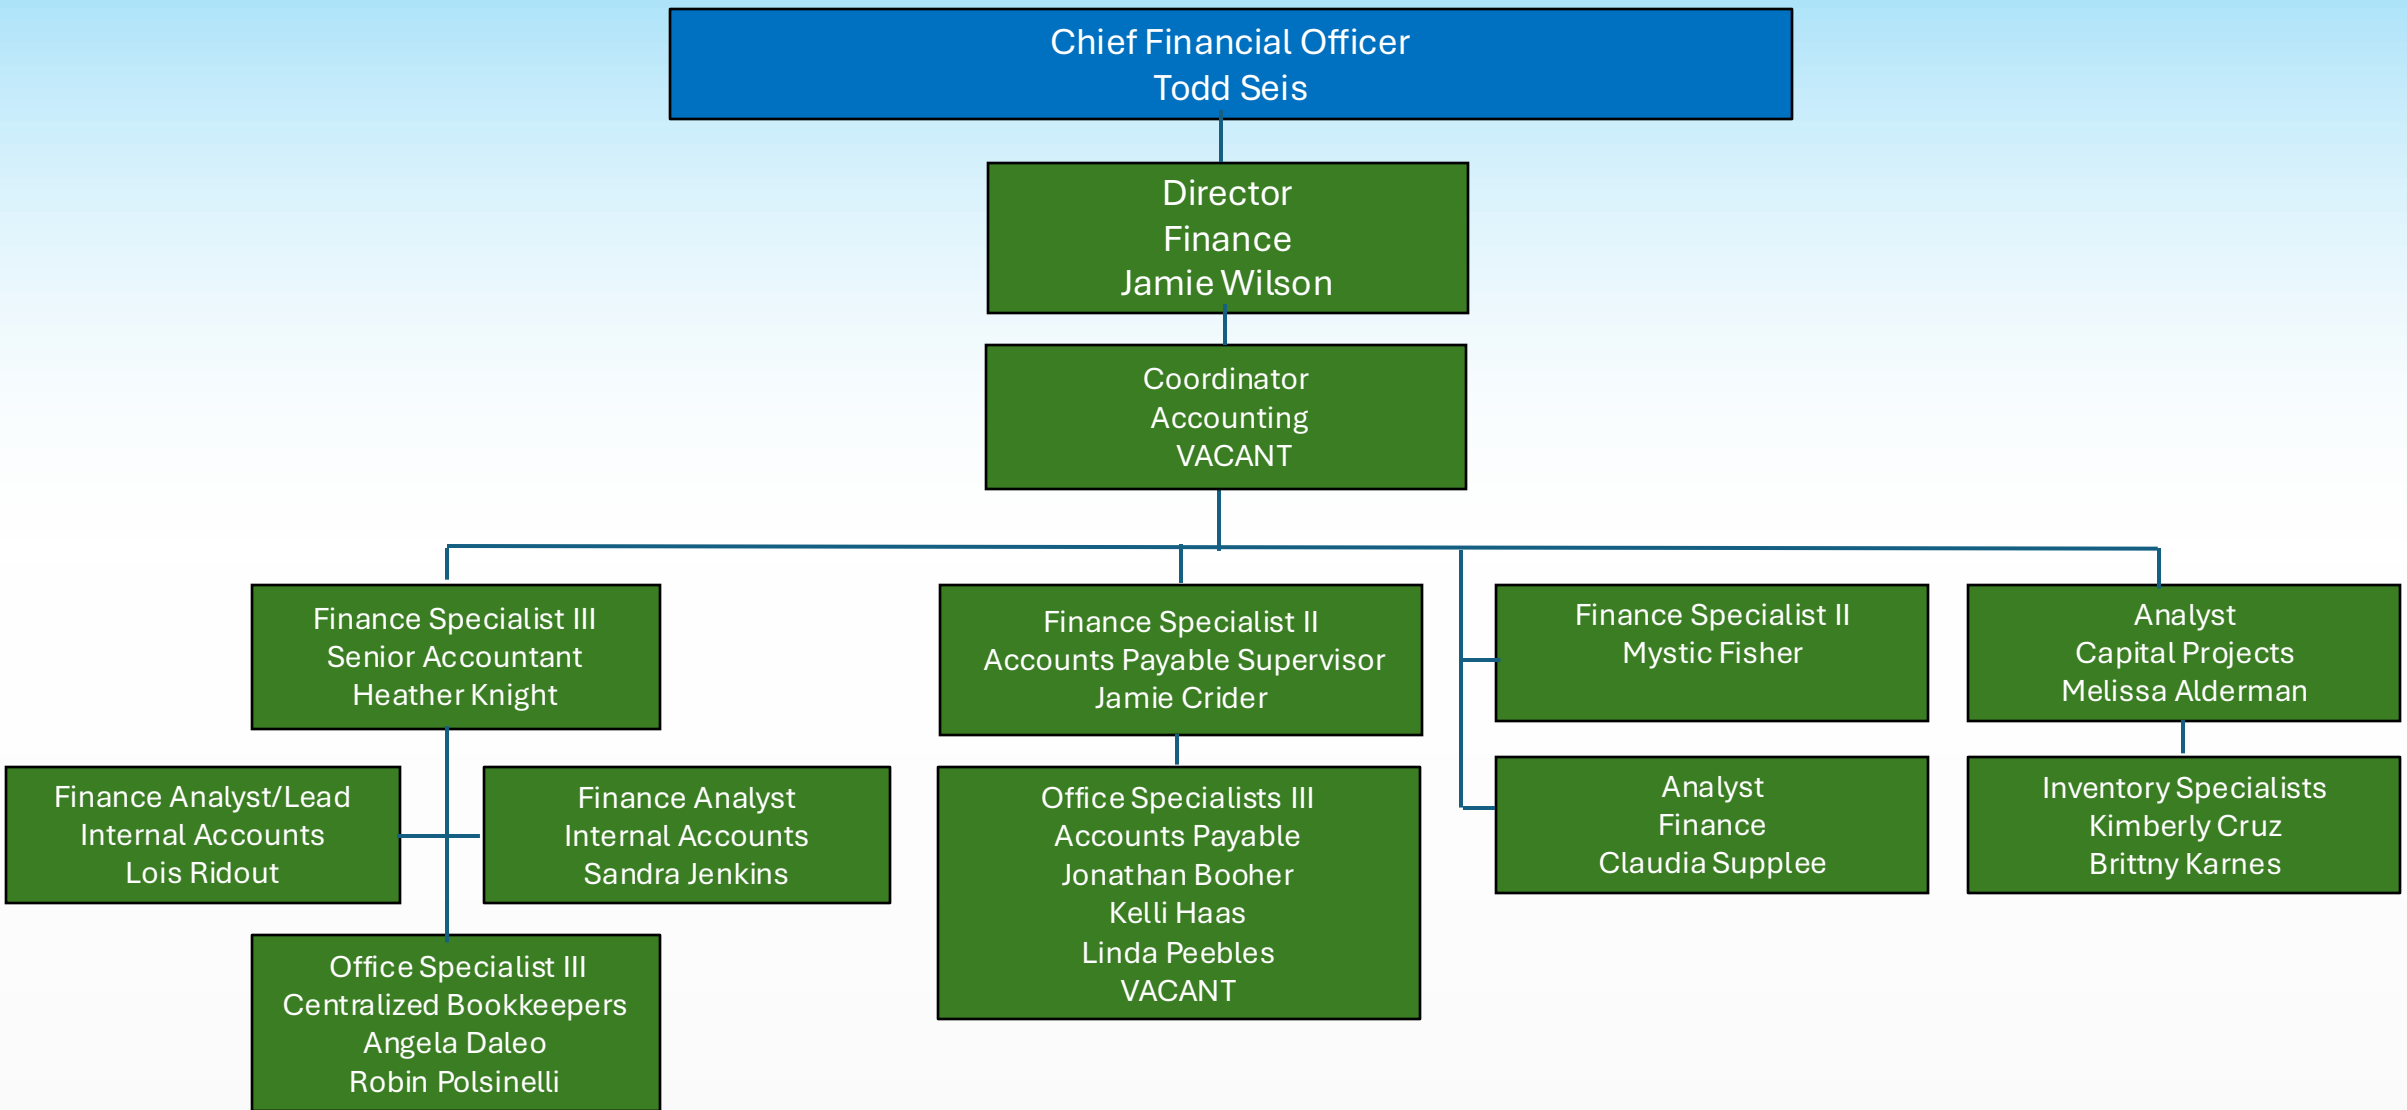 Chief Financial Officer
Todd Seis
Director
Finance
Jamie Wilson
Coordinator
Accounting
VACANT
Finance Specialist III
Senior Accountant
Heather Knight
Finance Specialist II
Accounts Payable Supervisor
Jamie Crider
Finance Specialist II
Mystic Fisher
Analyst
Capital Projects
Melissa Alderman
Finance Analyst/Lead
Internal Accounts
Lois Ridout
Finance Analyst
Internal Accounts
Sandra Jenkins
Office Specialists III
Accounts Payable
Jonathan Booher
Kelli Haas
Linda Peebles
VACANT
Analyst
Finance
Claudia Supplee
Inventory Specialists
Kimberly Cruz
Brittny Karnes
Office Specialist III
Centralized Bookkeepers
Angela Daleo
Robin Polsinelli